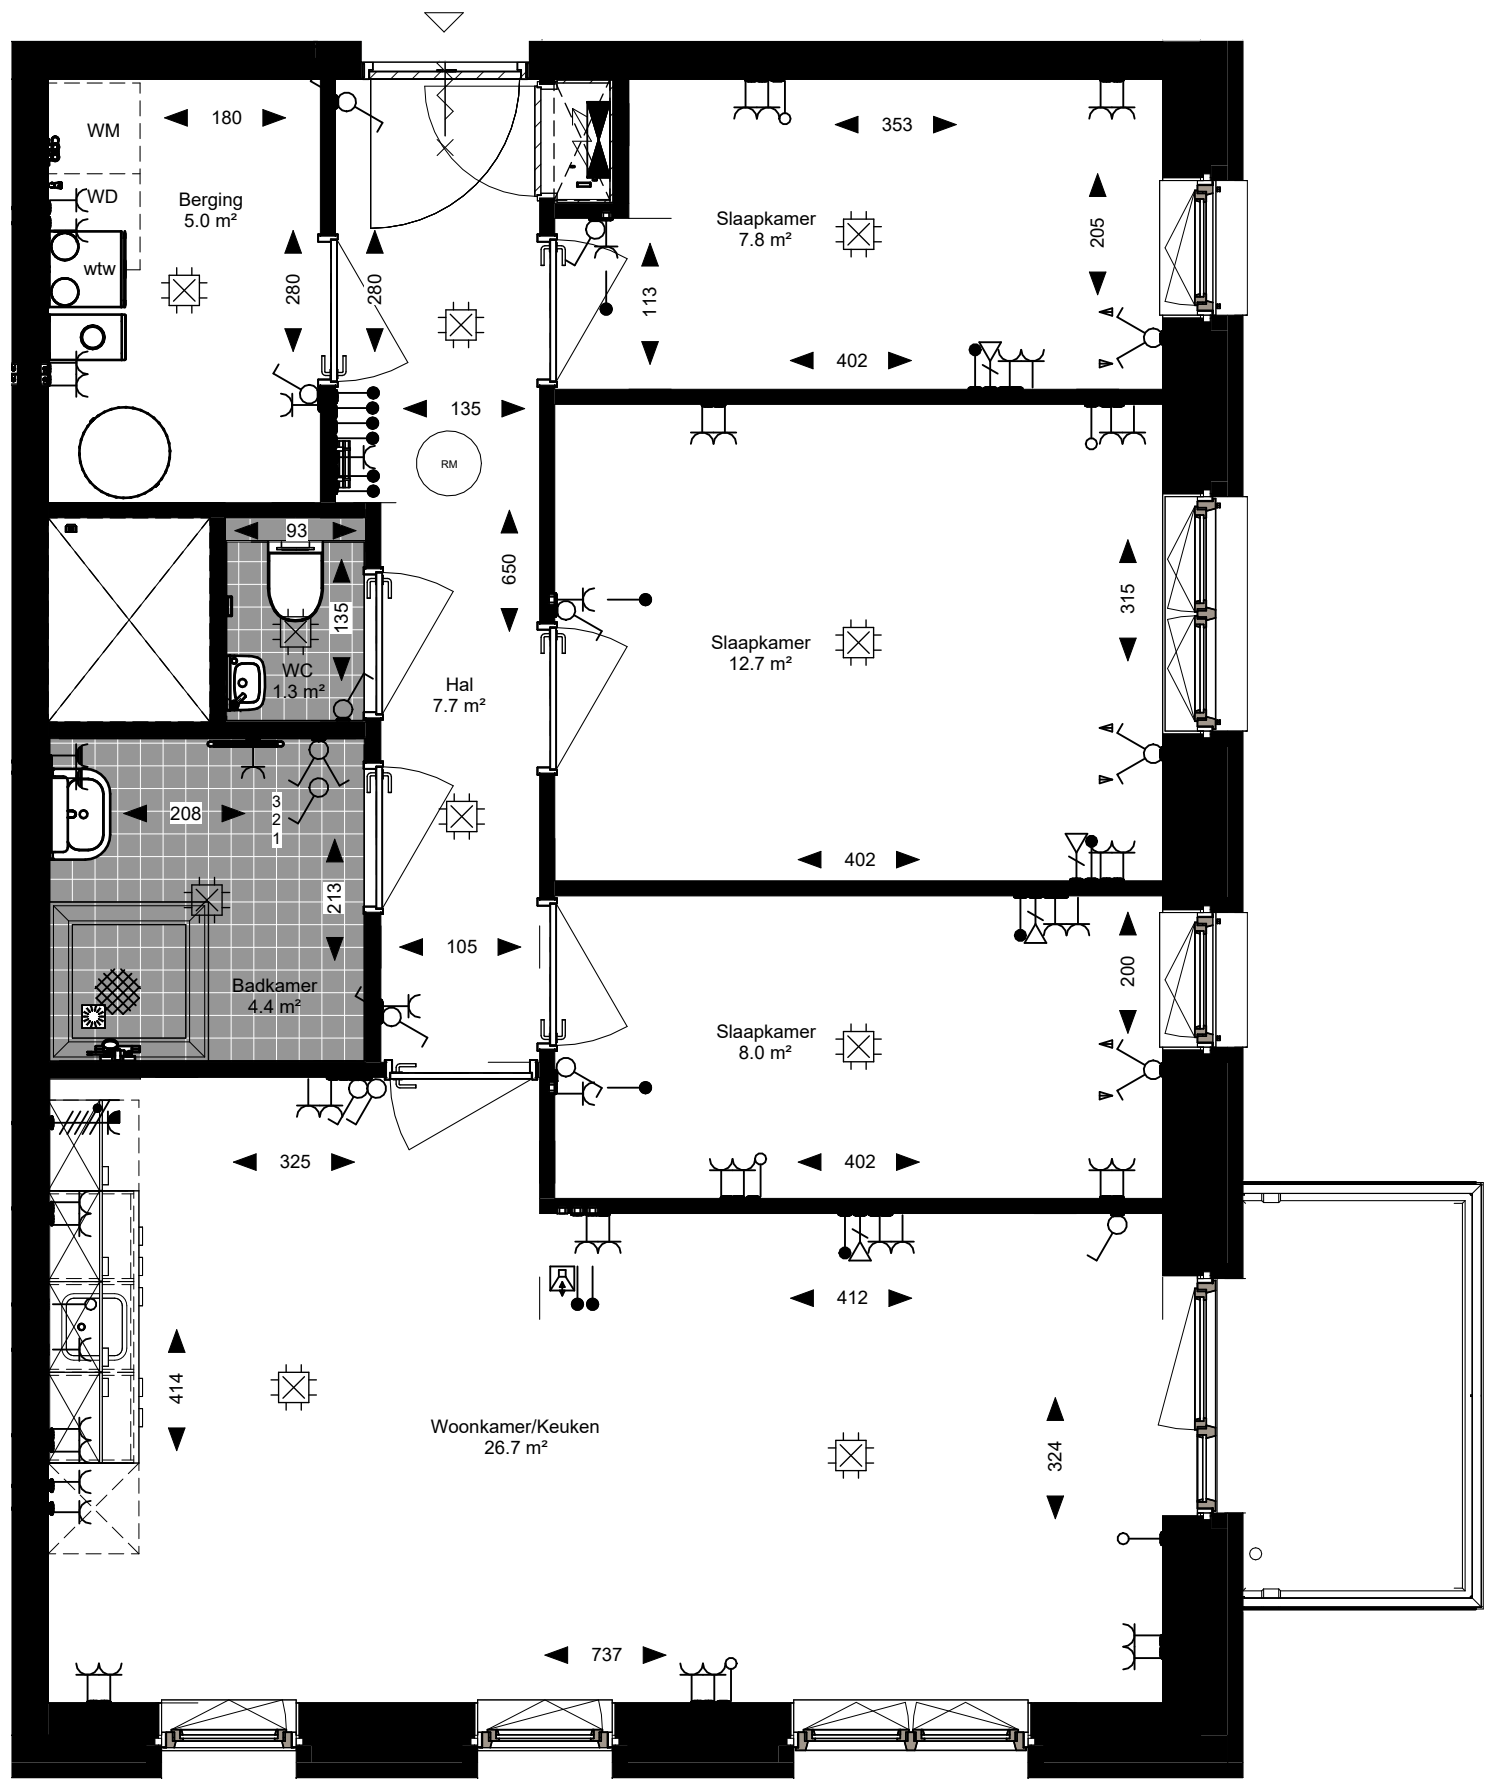 WM
180
353
WD
Berging
5.0 m²
Slaapkamer
7.8 m²
205
wtw
280
280
113
402
135
RM
93
650
135
315
WC
1.3 m²
Slaapkamer
12.7 m²
Hal
7.7 m²
208
3
2
1
402
213
105
200
Badkamer
4.4 m²
Slaapkamer
8.0 m²
325
402
412
414
Woonkamer/Keuken
26.7 m²
324
737